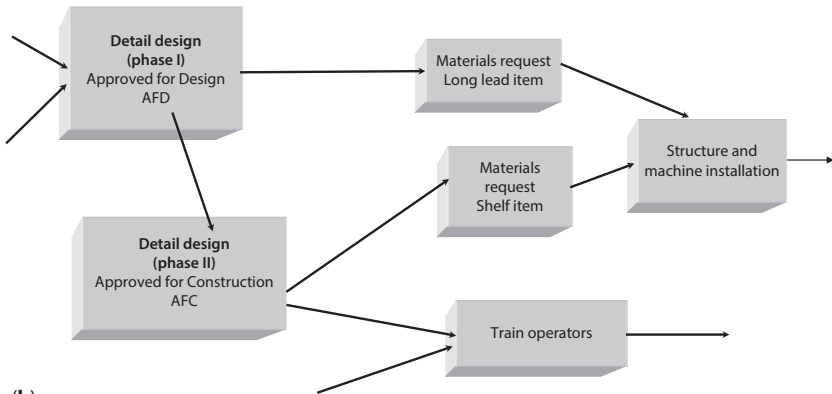 Detail design
(phase I)
Approved for Design
AFD
Materials request
Long lead item
Structure and
machine installation
Materials
request
Shelf item
Detail design
(phase II)
Approved for Construction
AFC
Train operators
(b)